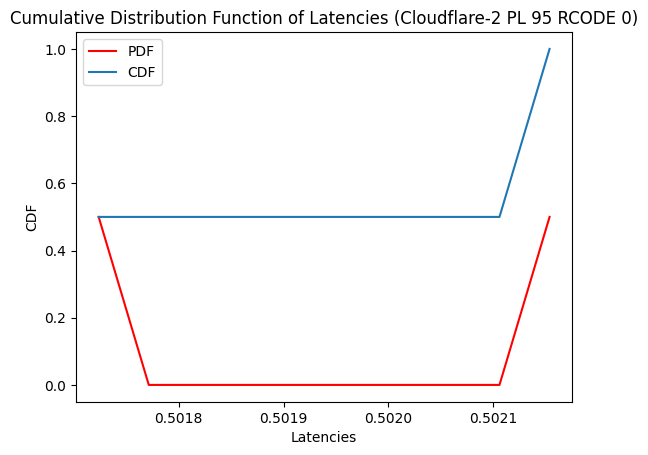 Cumulative Distribution Function of Latencies (Cloudflare-2 PL 95 RCODE 0)
PDF
CDF
1.0
0.8
0.6
0.4
0.2
0.0
CDF
0.5018
0.5019
0.5020
0.5021
Latencies